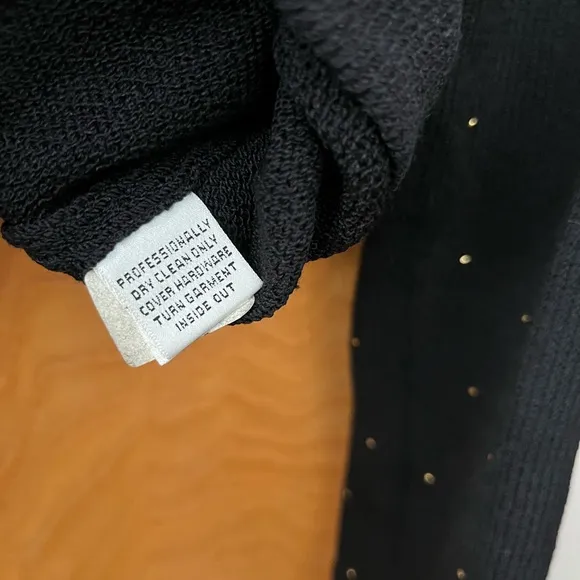 PROFESSIONALLY
DRY CLEAN ONLY
COVER HARDWARE
TURN GARMENT
INSIDE OUT